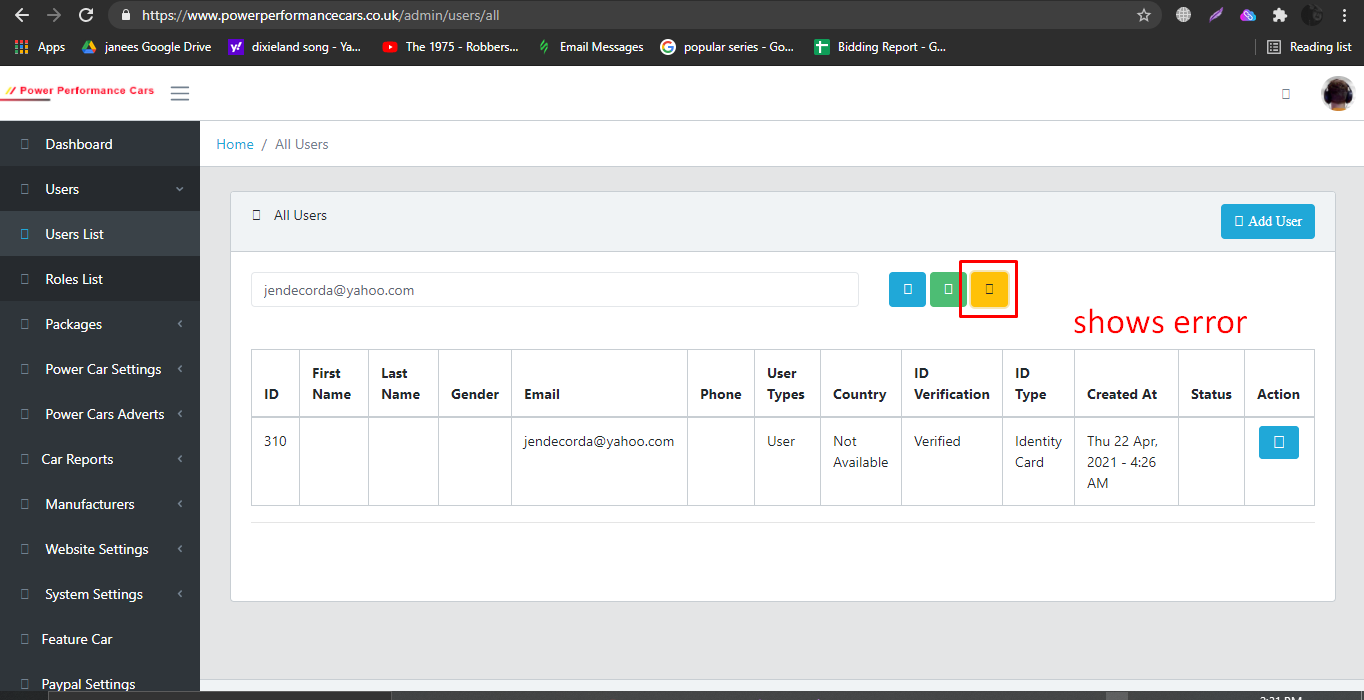 https://www.powerperformancecars.co.uk/admin/users/all
Apps janees Google Drive dixieland song - Ya... The 1975 - Robbers... Email Messages popular series - Go... Bidding Report - G... Reading list
Power Performance Cars
Dashboard
Users
Users List
Roles List
Packages
Power Car Settings
Power Cars Adverts
Car Reports
Manufacturers
Website Settings
System Settings
Feature Car
Paypal Settings
Home / All Users
All Users
Add User
jendecorda@yahoo.com
shows error
ID First Name Last Name Gender Email Phone User Types Country ID Verification ID Type Created At Status Action
310 jendecorda@yahoo.com User Not Available Verified Identity Card Thu 22 Apr, 2021 - 4:26 AM